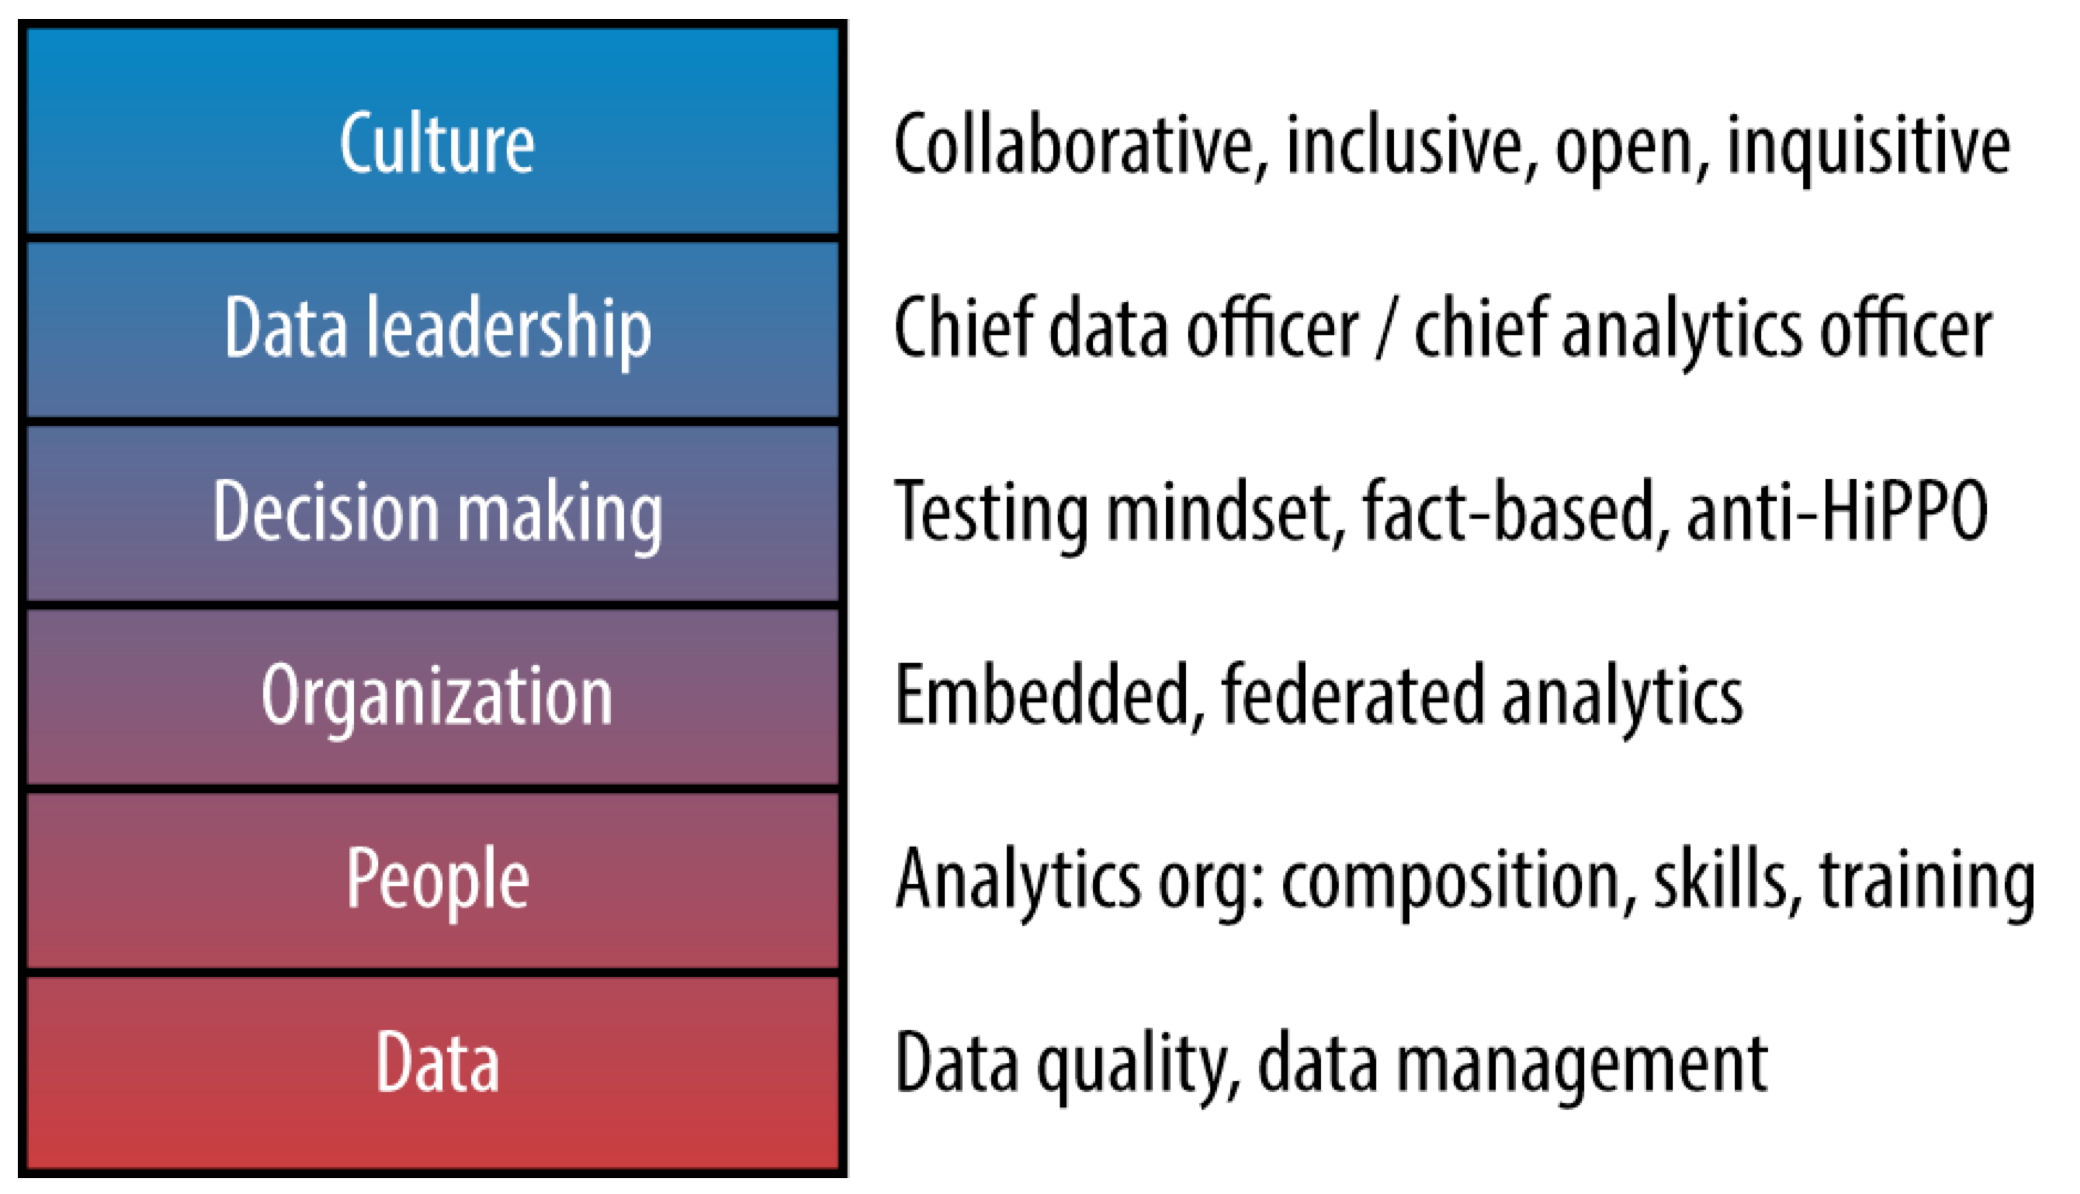 Culture
Collaborative, inclusive, open, inquisitive
Data leadership
Chief data officer / chief analytics officer
Decision making
Testing mindset, fact-based, anti-HiPPO
Organization
Embedded, federated analytics
People
Analytics org: composition, skills, training
Data
Data quality, data management